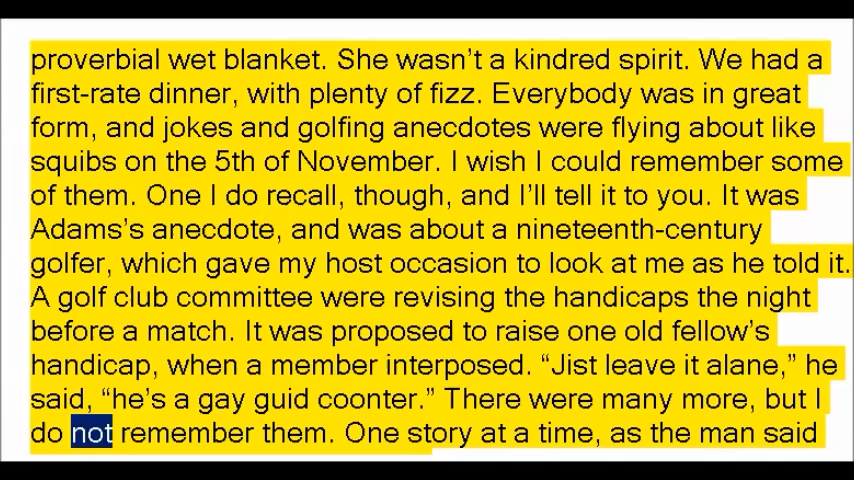 proverbial wet blanket. She wasn’t a kindred spirit. We had a
first-rate dinner, with plenty of fizz. Everybody was in great
form, and jokes and golfing anecdotes were flying about like
squibs on the 5th of November. I wish I could remember some
of them. One I do recall, though, and I’ll tell it to you. It was
Adams’s anecdote, and was about a nineteenth-century
golfer, which gave my host occasion to look at me as he told it.
A golf club committee were revising the handicaps the night
before a match. It was proposed to raise one old fellow’s
handicap, when a member interposed. “Jist leave it alane,” he
said, “he’s a gay guid coonter.” There were many more, but I
do not remember them. One story at a time, as the man said